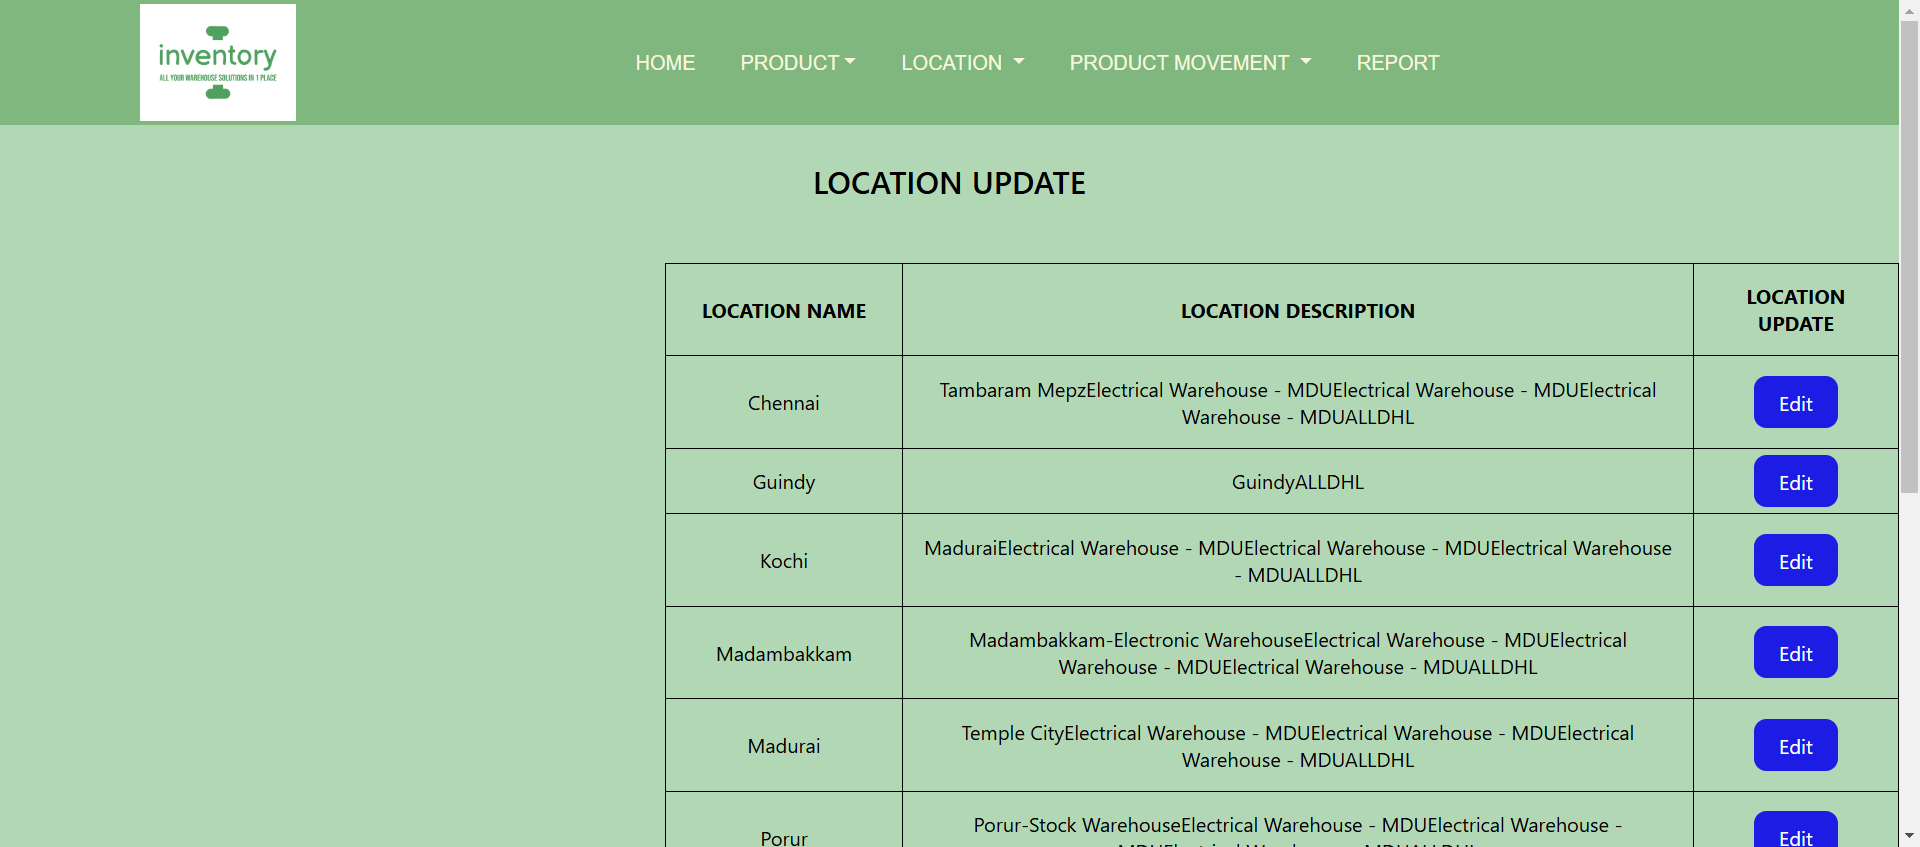 inventory
ALL YOUR WAREHOUSE SOLUTIONS IN 1 PLACE
HOME PRODUCT LOCATION PRODUCT MOVEMENT REPORT
LOCATION UPDATE
LOCATION NAME LOCATION DESCRIPTION LOCATION
UPDATE
Chennai Tambaram MepzElectrical Warehouse - MDUElectrical Warehouse - MDUElectrical
Warehouse - MDUALLDHL Edit
Guindy GuindyALLDHL Edit
Kochi MaduraiElectrical Warehouse - MDUElectrical Warehouse - MDUElectrical Warehouse
- MDUALLDHL Edit
Madambakkam Madambakkam-Electronic WarehouseElectrical Warehouse - MDUElectrical
Warehouse - MDUElectrical Warehouse - MDUALLDHL Edit
Madurai Temple CityElectrical Warehouse - MDUElectrical Warehouse - MDUElectrical
Warehouse - MDUALLDHL Edit
Porur Porur-Stock WarehouseElectrical Warehouse - MDUElectrical Warehouse -
Edit